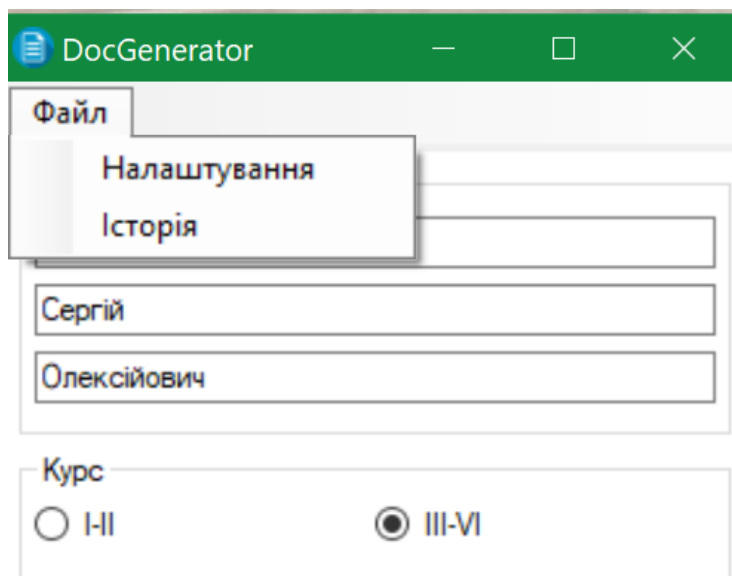 DocGenerator
Файл
Налаштування
Історія
Сергій
Олексійович
Курс
I-II
III-VI